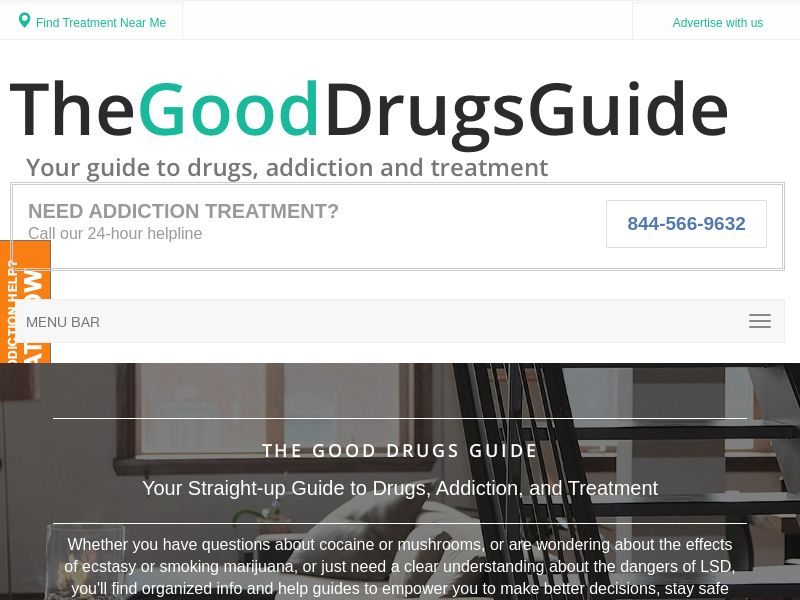 Find Treatment Near Me
Advertise with us
TheGoodDrugsGuide
Your guide to drugs, addiction and treatment
NEED ADDICTION TREATMENT?
Call our 24-hour helpline
844-566-9632
HELP?
MENU BAR
THE GOOD DRUGS GUIDE
Your Straight-up Guide to Drugs, Addiction, and Treatment
Whether you have questions about cocaine or mushrooms, or are wondering about the effects
of ecstasy or smoking marijuana, or just need a clear understanding about the dangers of LSD,
you'll find organized info and help guides to empower you to make better decisions, stay safe